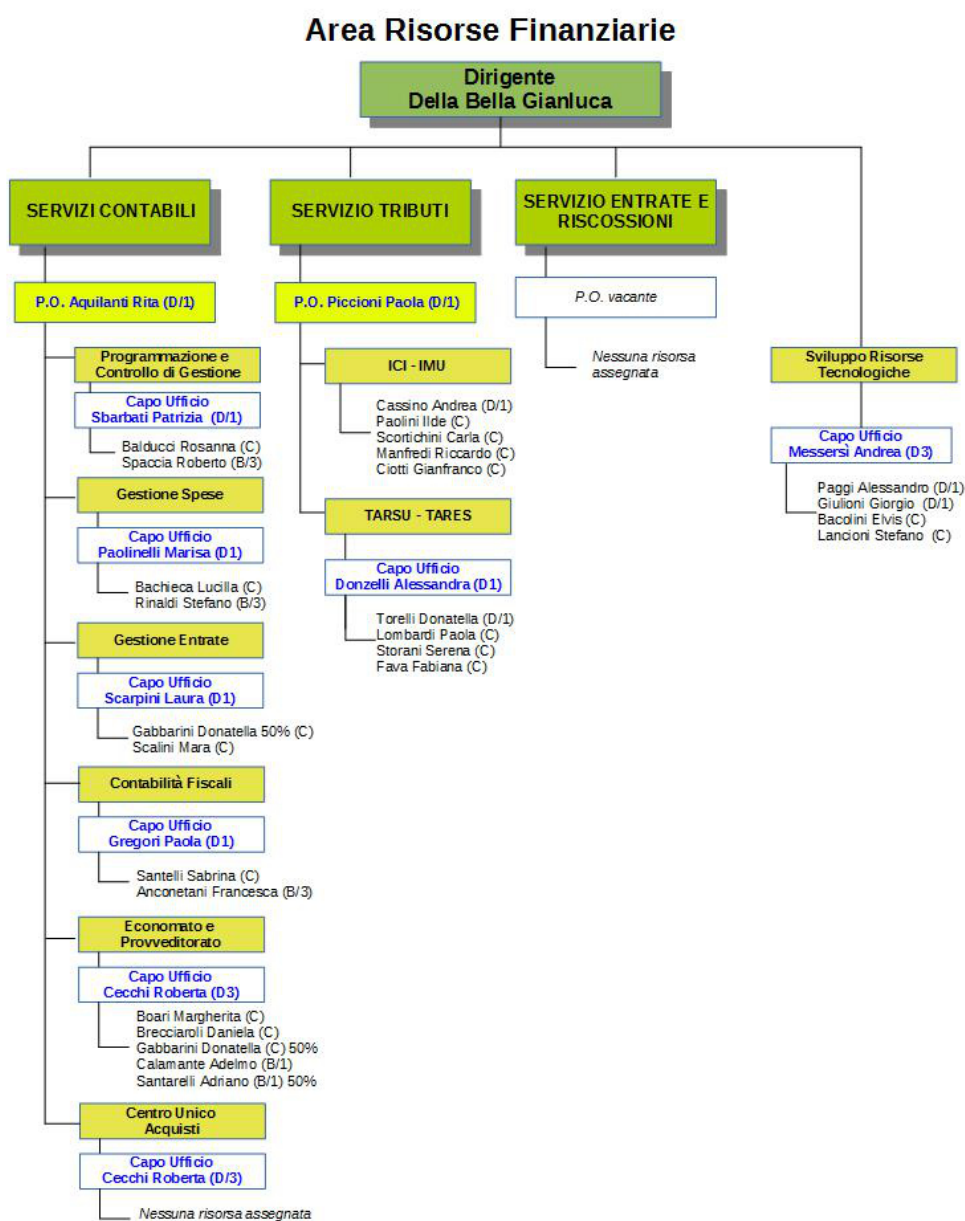 Area Risorse Finanziarie
Dirigente
Della Bella Gianluca
SERVIZI CONTABILI
P.O. Aquilanti Rita (D/1)
Programmazione e
Controllo di Gestione
Capo Ufficio
Sbarbati Patrizia (D/1)
Balducci Rosanna (C)
Spaccia Roberto (B/3)
Gestione Spese
Capo Ufficio
Paolinelli Marisa (D1)
Bachieca Lucilla (C)
Rinaldi Stefano (B/3)
Gestione Entrate
Capo Ufficio
Scarpini Laura (D1)
Gabbarini Donatella 50% (C)
Scalini Mara (C)
Contabilità Fiscali
Capo Ufficio
Gregori Paola (D1)
Santelli Sabrina (C)
Anconetani Francesca (B/3)
Economato e
Provveditorato
Capo Ufficio
Cecchi Roberta (D3)
Boari Margherita (C)
Brecciaroli Daniela (C)
Gabbarini Donatella (C) 50%
Calamante Adelmo (B/1)
Santarelli Adriano (B/1) 50%
Centro Unico
Acquisti
Capo Ufficio
Cecchi Roberta (D/3)
Nessuna risorsa assegnata
SERVIZIO TRIBUTI
P.O. Piccioni Paola (D/1)
ICI - IMU
Cassino Andrea (D/1)
Paolini Ilde (C)
Scortichini Carla (C)
Manfredi Riccardo (C)
Ciotti Gianfranco (C)
TARSU - TARES
Capo Ufficio
Donzelli Alessandra (D1)
Torelli Donatella (D/1)
Lombardi Paola (C)
Storani Serena (C)
Fava Fabiana (C)
SERVIZIO ENTRATE E
RISCOSSIONI
P.O. vacante
Nessuna risorsa
assegnata
Sviluppo Risorse
Tecnologiche
Capo Ufficio
Messersì Andrea (D3)
Paggi Alessandro (D/1)
Giulioni Giorgio (D/1)
Bacolini Elvis (C)
Lancioni Stefano (C)